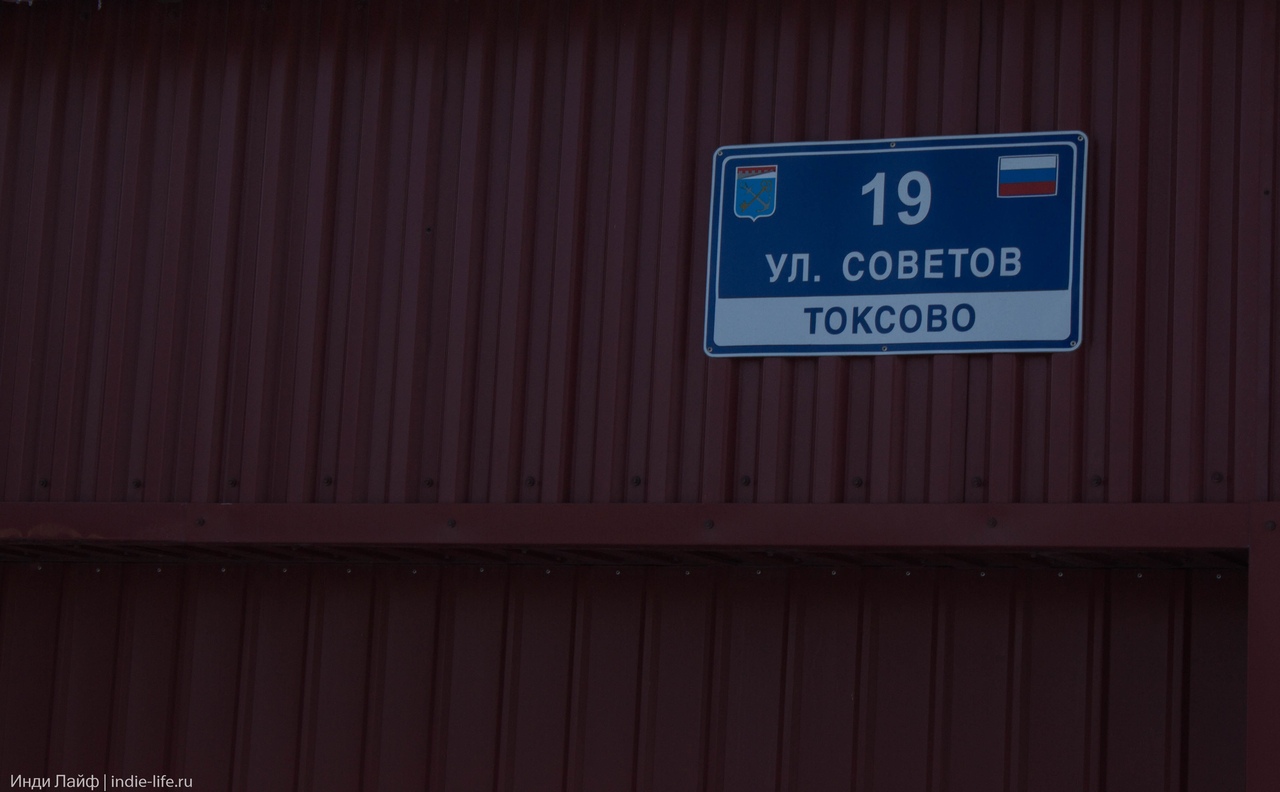 19
УЛ. СОВЕТОВ
ТОКСОВО
Инди Лайф | indie-life.ru